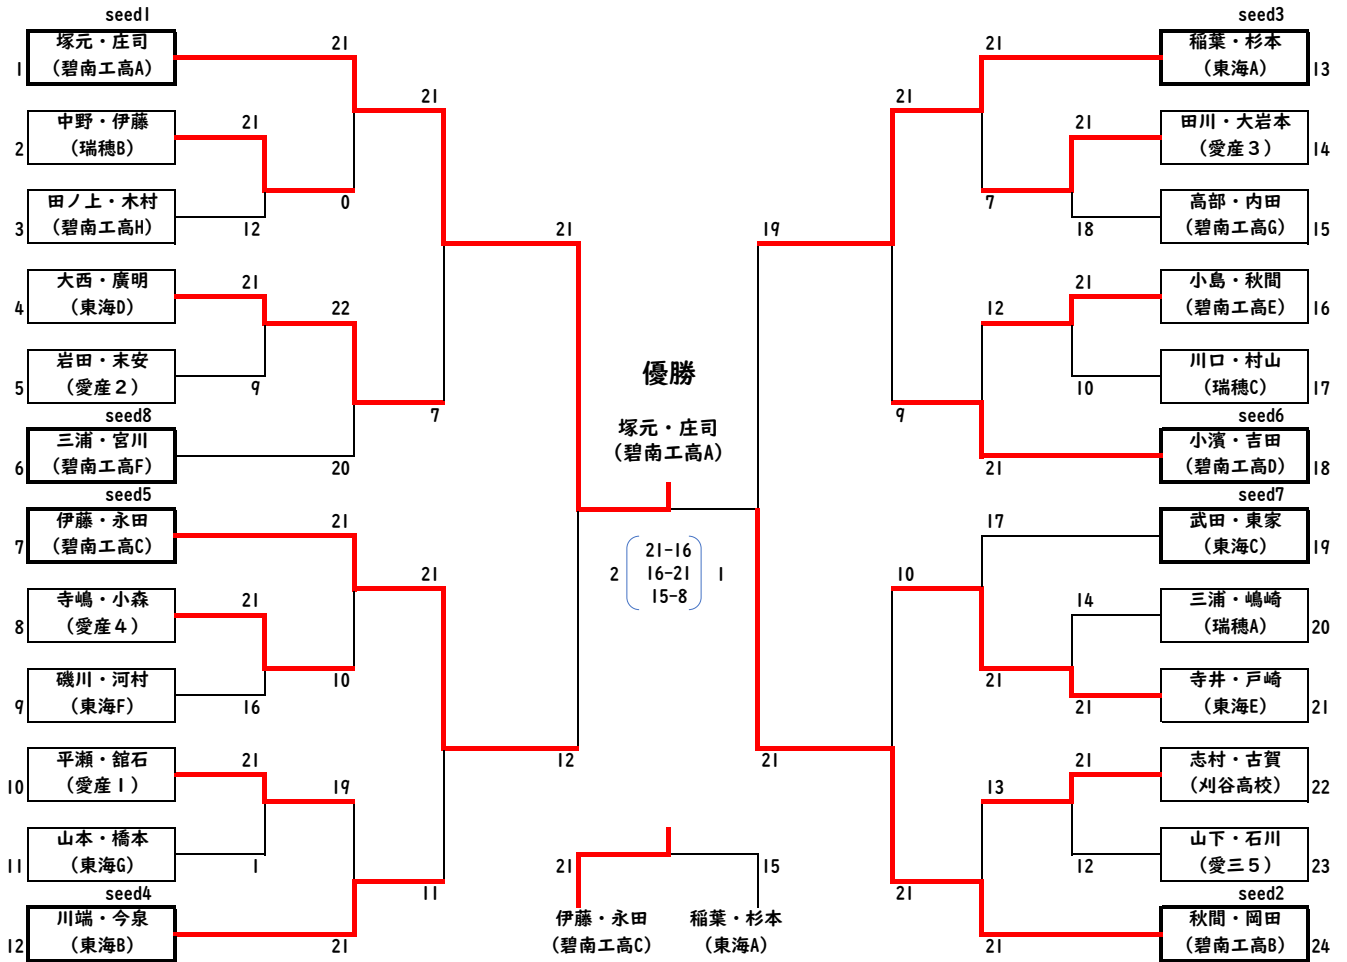 seed1
塚元・庄司
1
(碧南工高A)
21
21
中野・伊藤
2
(瑞穂B)
21
田ノ上・木村
3
(碧南工高H)
12
0
大西・廣明
4
(東海D)
21
22
岩田・末安
5
(愛産２)
9
7
seed8
三浦・宮川
6
(碧南工高F)
20
21
seed5
伊藤・永田
7
(碧南工高C)
21
21
寺嶋・小森
8
(愛産４)
21
磯川・河村
9
(東海F)
16
10
平瀬・舘石
10
(愛産１)
21
19
山本・橋本
11
(東海G)
1
11
12
seed4
川端・今泉
12
(東海B)
21
優勝
塚元・庄司
(碧南工高A)
2
21-16
16-21
15-8
1
21
15
伊藤・永田
(碧南工高C)
稲葉・杉本
(東海A)
seed3
稲葉・杉本
(東海A)
13
21
21
田川・大岩本
(愛産３)
14
21
高部・内田
(碧南工高G)
15
18
7
19
小島・秋間
(碧南工高E)
16
21
12
川口・村山
(瑞穂C)
17
10
9
seed6
小濱・吉田
(碧南工高D)
18
21
seed7
武田・東家
(東海C)
19
17
10
三浦・嶋崎
(瑞穂A)
20
14
寺井・戸崎
(東海E)
21
21
21
志村・古賀
(刈谷高校)
22
21
13
21
山下・石川
(愛三５)
23
12
21
seed2
秋間・岡田
(碧南工高B)
24
21